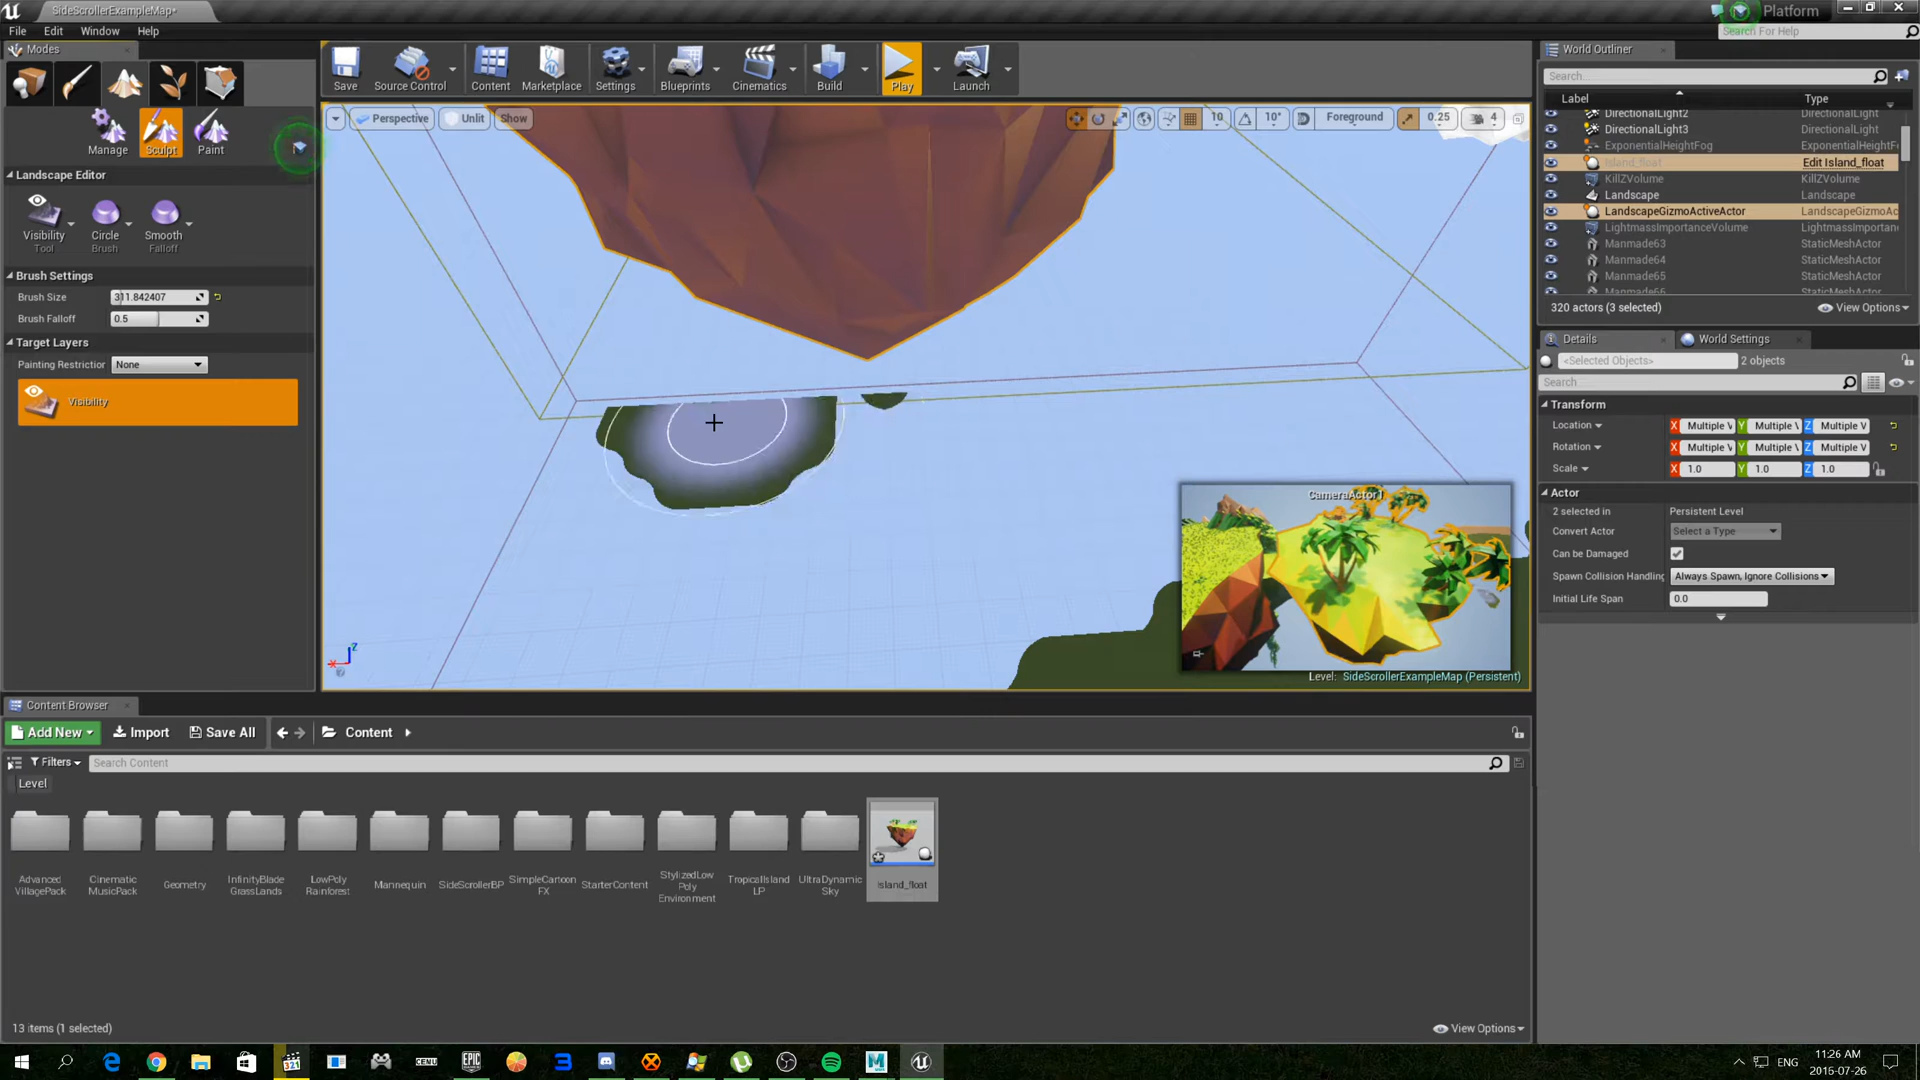 SideScrollerExampleMap*
Platform
File Edit Window Help
Search For Help
Modes
World Outliner
Save
Source Control
Content
Marketplace
Settings
Blueprints
Cinematics
Build
Play
Launch
Search...
Label
Type
Manage
Sculpt
Paint
Perspective
Unlit
Show
10
10°
Foreground
0.25
4
DirectionalLight2 DirectionalLight
DirectionalLight3 DirectionalLight
ExponentialHeightFog ExponentialHeightF
Island_float Edit Island_float
KillZVolume KillZVolume
Landscape Landscape
LandscapeGizmoActiveActor LandscapeGizmoAc
LightmassImportanceVolume LightmassImportan
Manmade63 StaticMeshActor
Manmade64 StaticMeshActor
Manmade65 StaticMeshActor
Manmade66 StaticMeshActor
320 actors (3 selected)
View Options
Landscape Editor
Visibility
Tool
Circle
Brush
Smooth
Falloff
Brush Settings
Brush Size 311.842407
Brush Falloff 0.5
Target Layers
Painting Restriction None
Visibility
Details
World Settings
<Selected Objects>
2 objects
Search
Transform
Location X Multiple V Y Multiple V Z Multiple V
Rotation X Multiple V Y Multiple V Z Multiple V
Scale X 1.0 Y 1.0 Z 1.0
Actor
2 selected in Persistent Level
Convert Actor Select a Type
Can be Damaged
Spawn Collision Handling Always Spawn, Ignore Collisions
Initial Life Span 0.0
CameraActor1
Level: SideScrollerExampleMap (Persistent)
Content Browser
Add New
Import
Save All
Content
Filters
Search Content
Level
Advanced
VillagePack
Cinematic
MusicPack
Geometry
InfinityBlade
GrassLands
LowPoly
Rainforest
Mannequin
SideScrollerBP
SimpleCartoon
FX
StarterContent
StylizedLow
Poly
Environment
TropicalIsland
LP
UltraDynamic
Sky
Island_float
13 items (1 selected)
View Options
321
CEMU
EPIC
GAMES
ENG
11:26 AM
2016-07-26